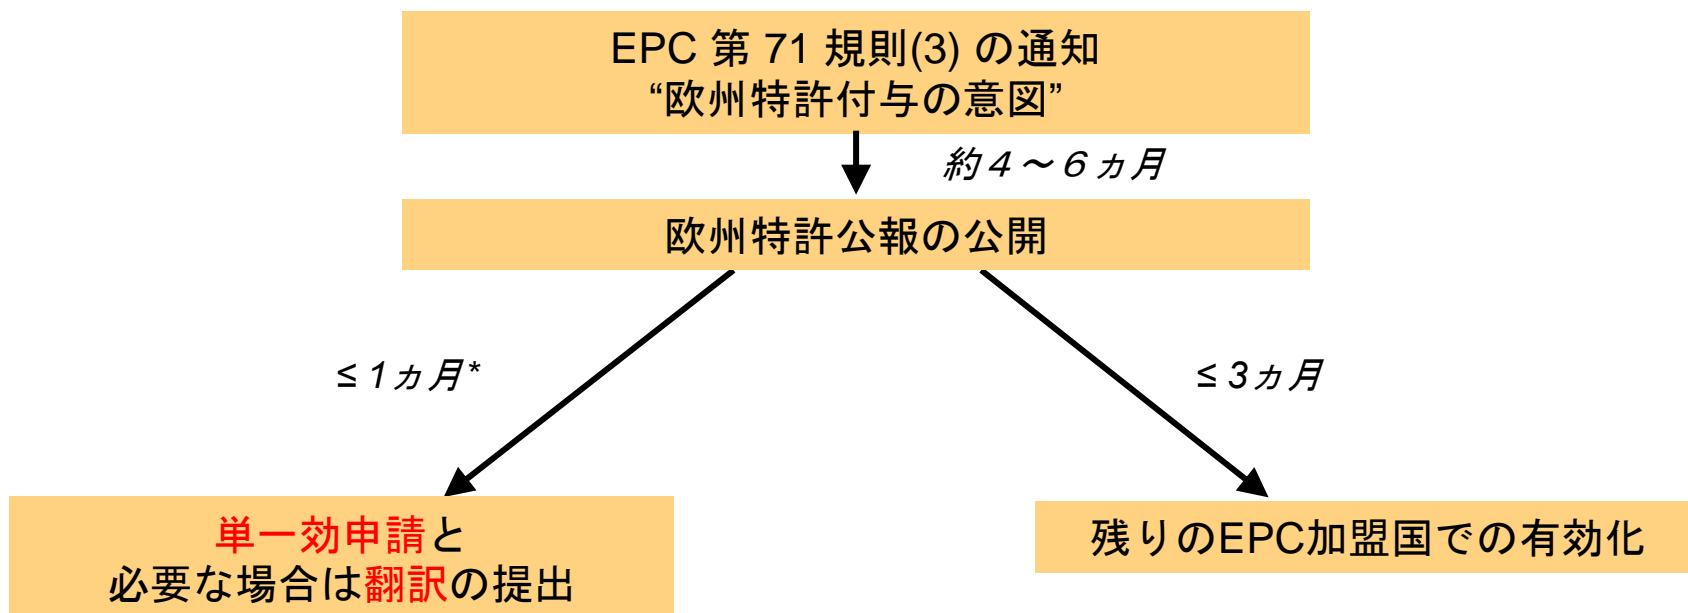 EPC 第 71 規則(3) の通知
“欧州特許付与の意図”
約４～６ヵ月
欧州特許公報の公開
≤ 1ヵ月*
≤ 3ヵ月
単一効申請と
必要な場合は翻訳の提出
残りのEPC加盟国での有効化